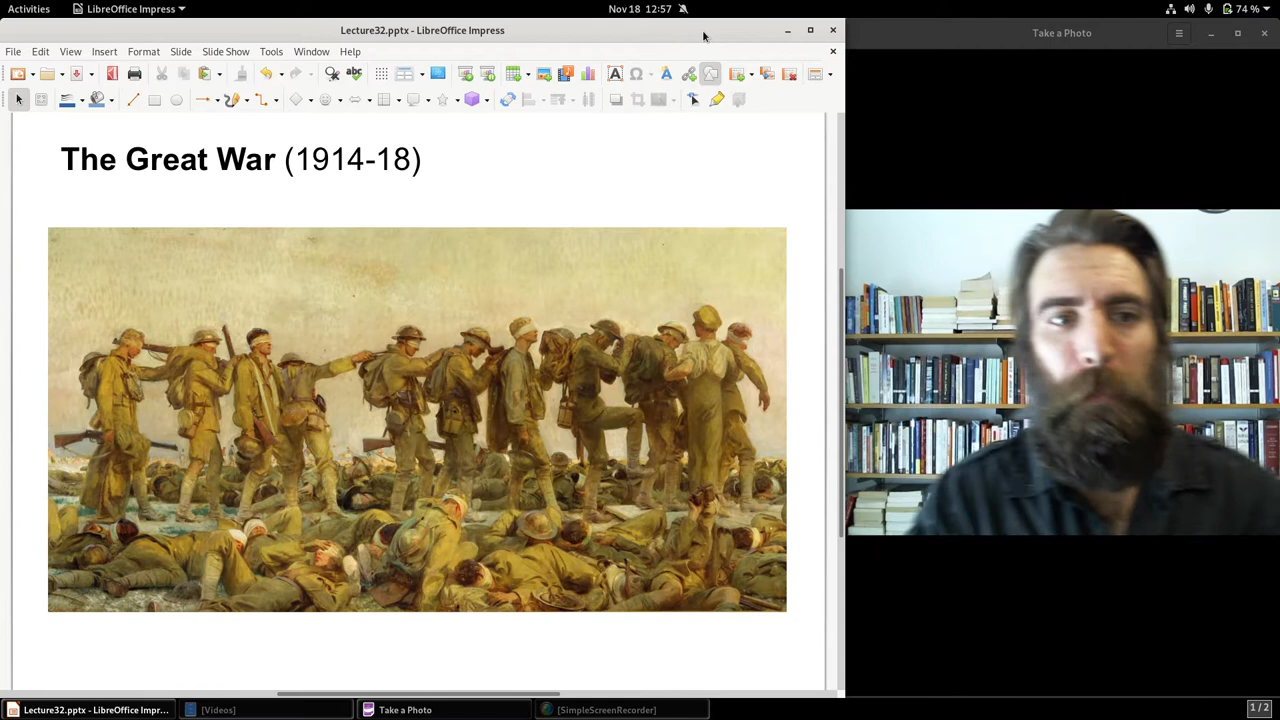 Activities
LibreOffice Impress
Nov 18 12:57
74 %
Lecture32.pptx - LibreOffice Impress
Take a Photo
File Edit View Insert Format Slide Slide Show Tools Window Help
The Great War (1914-18)
Lecture32.pptx - LibreOffice Impr...
[Videos]
Take a Photo
[SimpleScreenRecorder]
1 / 2